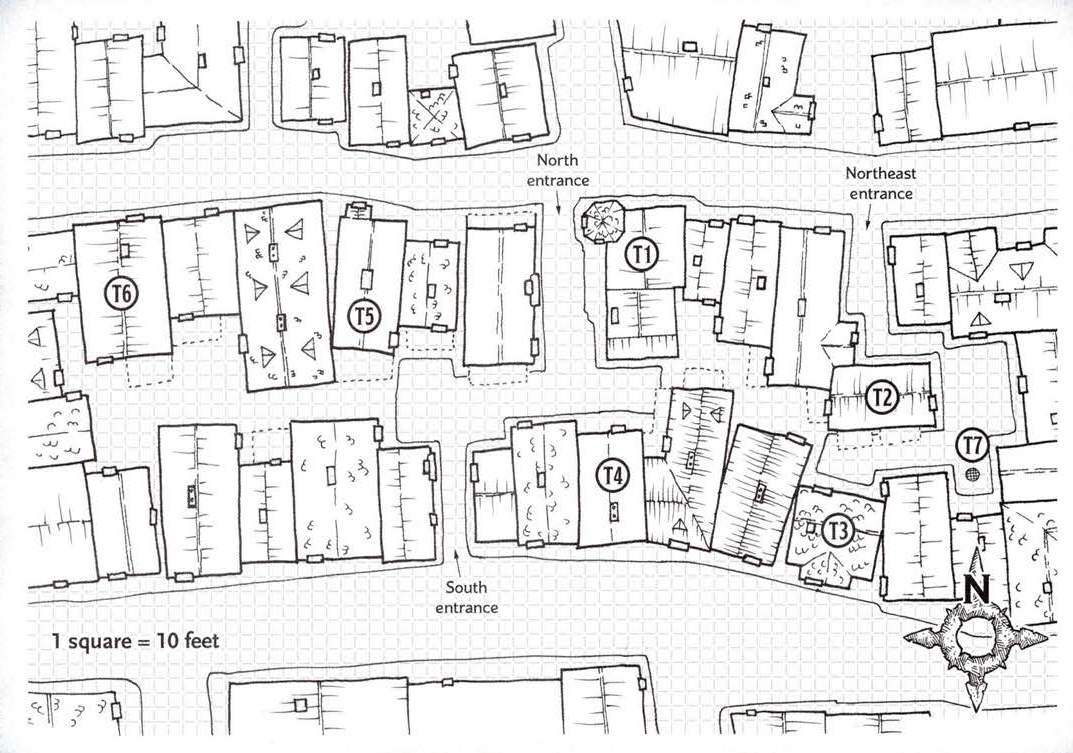 North
entrance
Northeast
entrance
T1
T6
T5
T2
T7
T4
T3
N
South
entrance
1 square = 10 feet